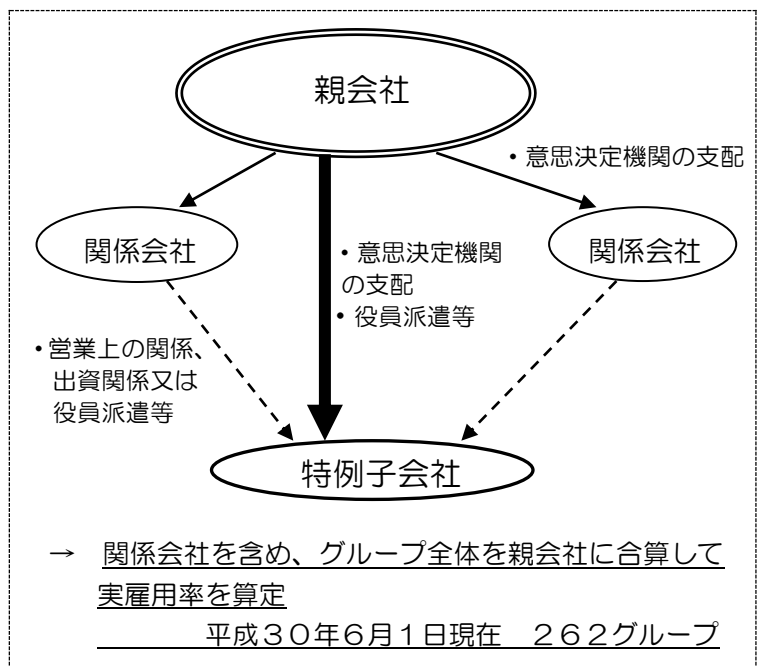 親会社
・意思決定機関の支配
関係会社
関係会社
・意思決定機関
の支配
・役員派遣等
・営業上の関係、
出資関係又は
役員派遣等
特例子会社
→ 関係会社を含め、グループ全体を親会社に合算して
実雇用率を算定
平成３０年６月１日現在 ２６２グループ